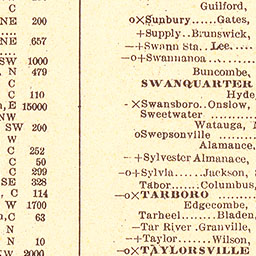 C
NE 200
NE 657
SW 1000
N 479
C
C 110
E 15000
NW
SW 200
W
C 252
C 50
C 299
SE 328
C 114
W 1700
C 63
N
N 10
W 2000
Guilford,
o×Sunbury......Gates,
+Supply..Brunswick,
—+Swann Sta..Lee....
—o+Swannanoa......
Buncombe,
SWANQUARTER
Hyde
-×Swansboro..Onslow,
Sweetwater ........
Watauga, N
oSwepsonville ......
Alamance,
—+Sylvester Almanace,
—o+Sylvia......Jackson, S
Tabor......Columbus,
—o×TARBORO ........
Edgecombe,
Tarheel......Bladen,
—Tar River .Granville,
—+Taylor......Wilson,
—o×TAYLORSVILLE